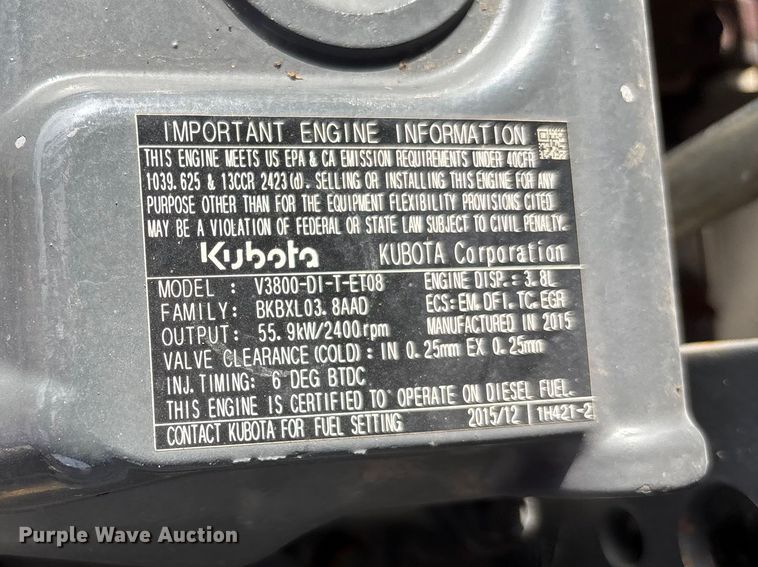 IMPORTANT ENGINE INFORMATION
THIS ENGINE MEETS US EPA & CA EMISSION REQUIREMENTS UNDER 40CFR
1039.625 & 13CCR 2423(d). SELLING OR INSTALLING THIS ENGINE FOR ANY
PURPOSE OTHER THAN FOR THE EQUIPMENT FLEXIBILITY PROVISIONS CITED
MAY BE A VIOLATION OF FEDERAL OR STATE LAW SUBJECT TO CIVIL PENALTY.
Kubota KUBOTA Corporation
MODEL : V3800-DI-T-ET08 ENGINE DISP.: 3.8L
FAMILY: BKBXL03.8AAD ECS: EM, DFI, TC, EGR
OUTPUT: 55.9kW/2400rpm MANUFACTURED IN 2015
VALVE CLEARANCE (COLD) : IN 0.25mm EX 0.25mm
INJ. TIMING: 6 DEG BTDC
THIS ENGINE IS CERTIFIED TO OPERATE ON DIESEL FUEL.
CONTACT KUBOTA FOR FUEL SETTING 2015/12 1H421-2
Purple Wave Auction